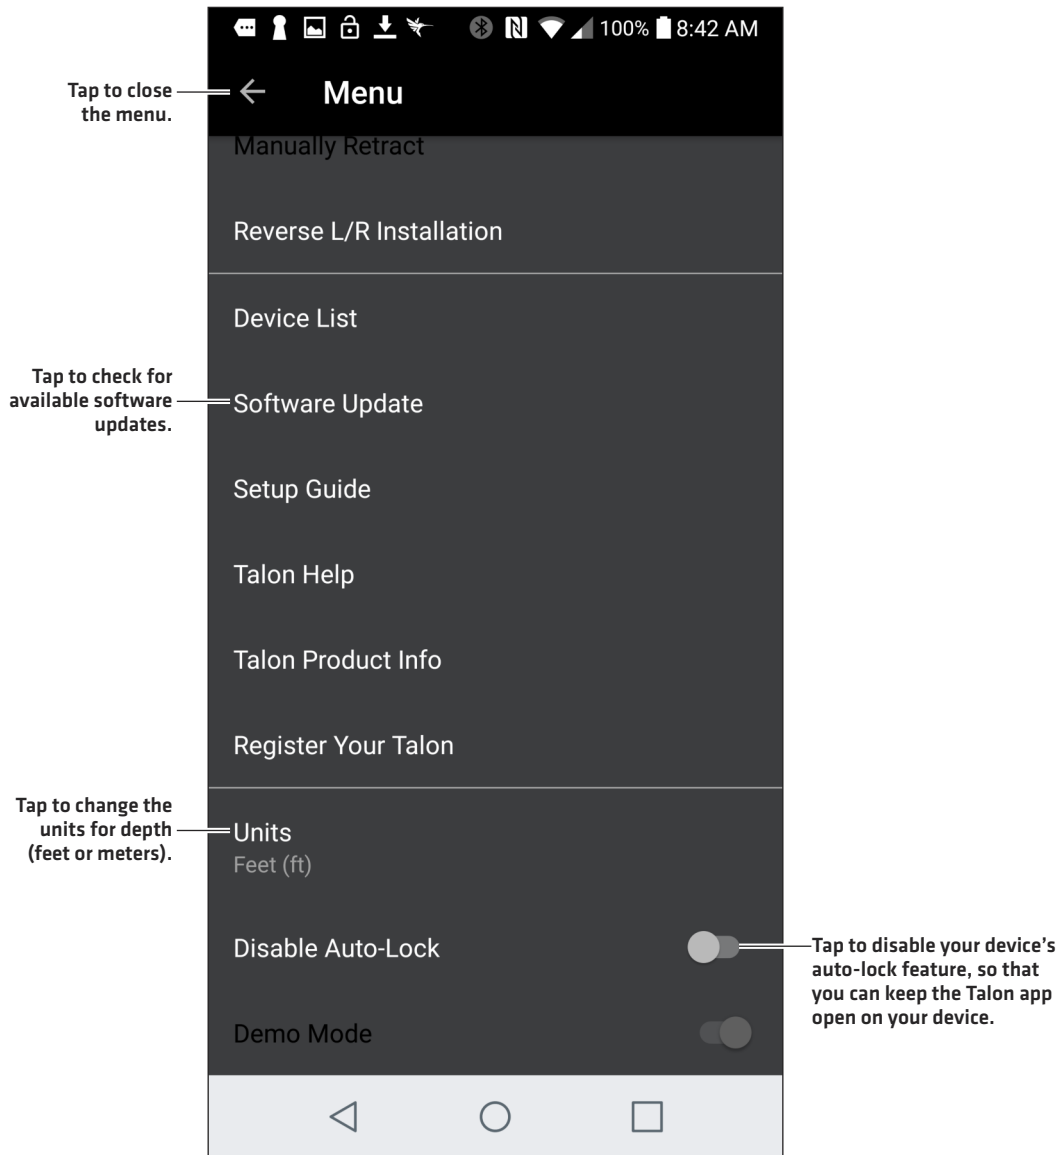 100% 8:42 AM
Tap to close
the menu.
Menu
Manually Retract
Reverse L/R Installation
Device List
Tap to check for
available software
updates.
Software Update
Setup Guide
Talon Help
Talon Product Info
Register Your Talon
Tap to change the
units for depth
(feet or meters).
Units
Feet (ft)
Disable Auto-Lock
Tap to disable your device's
auto-lock feature, so that
you can keep the Talon app
open on your device.
Demo Mode